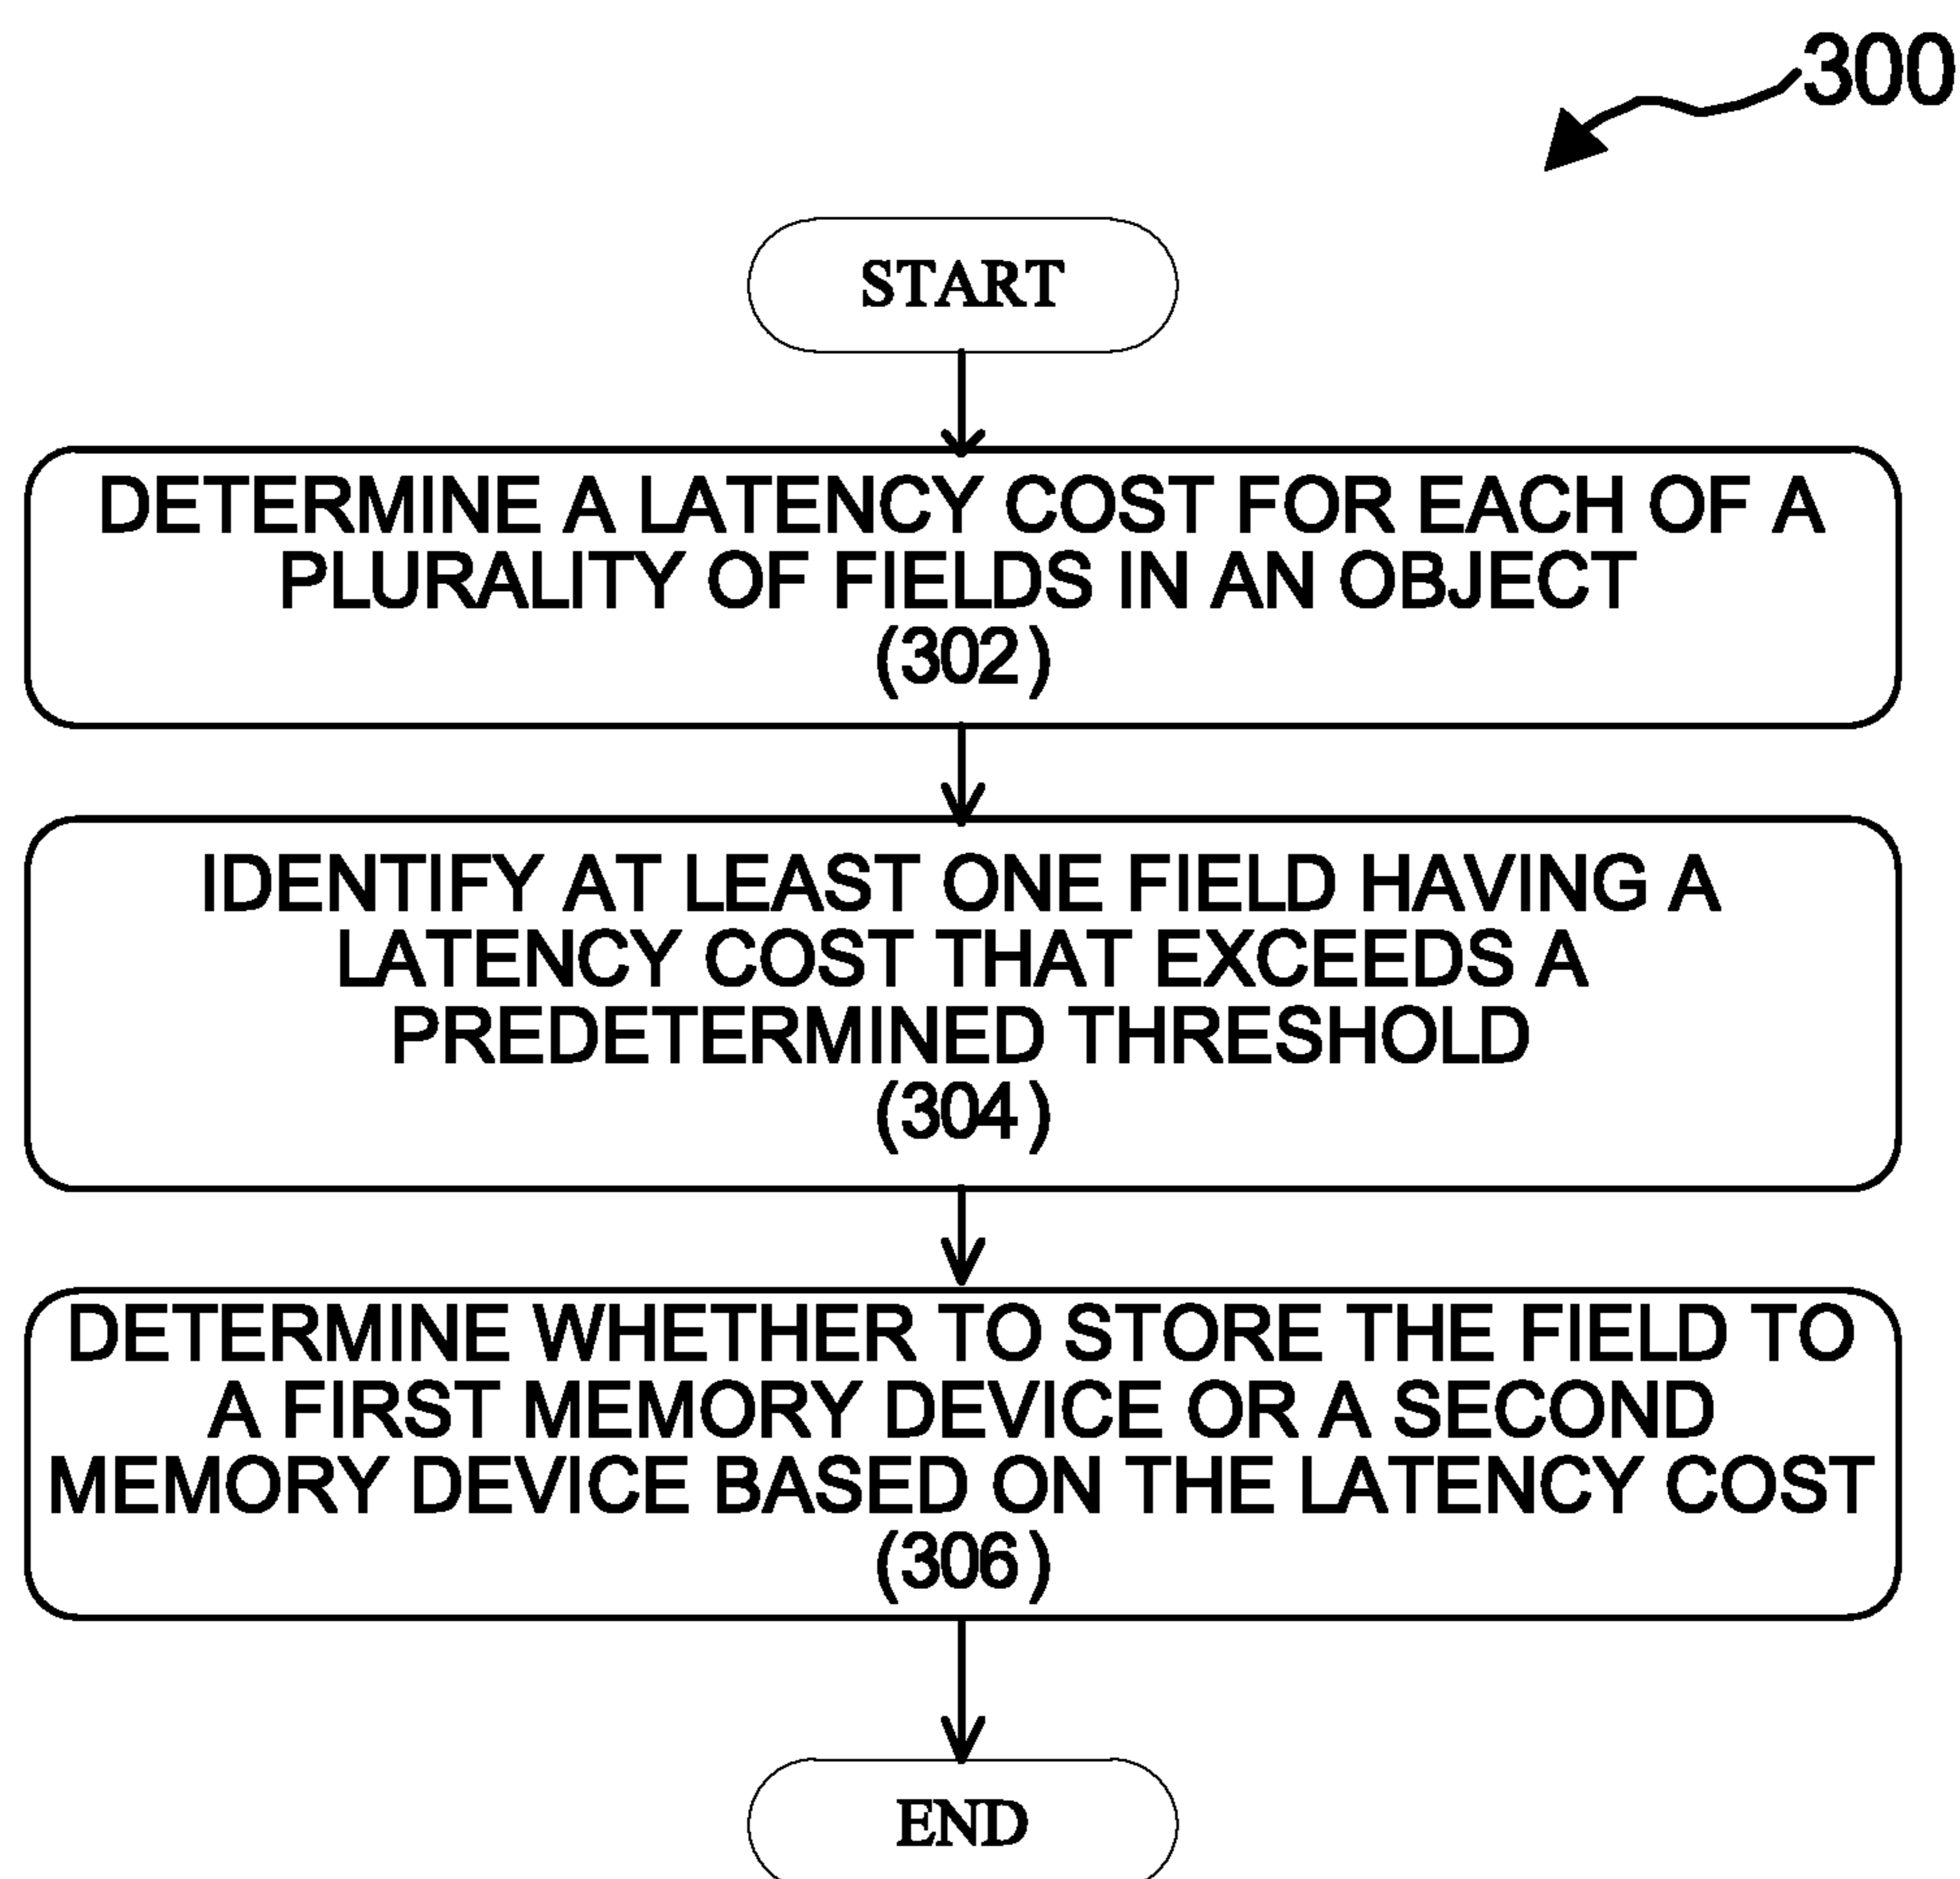 300
START
DETERMINE A LATENCY COST FOR EACH OF A
PLURALITY OF FIELDS IN AN OBJECT
(302)
IDENTIFY AT LEAST ONE FIELD HAVING A
LATENCY COST THAT EXCEEDS A
PREDETERMINED THRESHOLD
(304)
DETERMINE WHETHER TO STORE THE FIELD TO
A FIRST MEMORY DEVICE OR A SECOND
MEMORY DEVICE BASED ON THE LATENCY COST
(306)
END